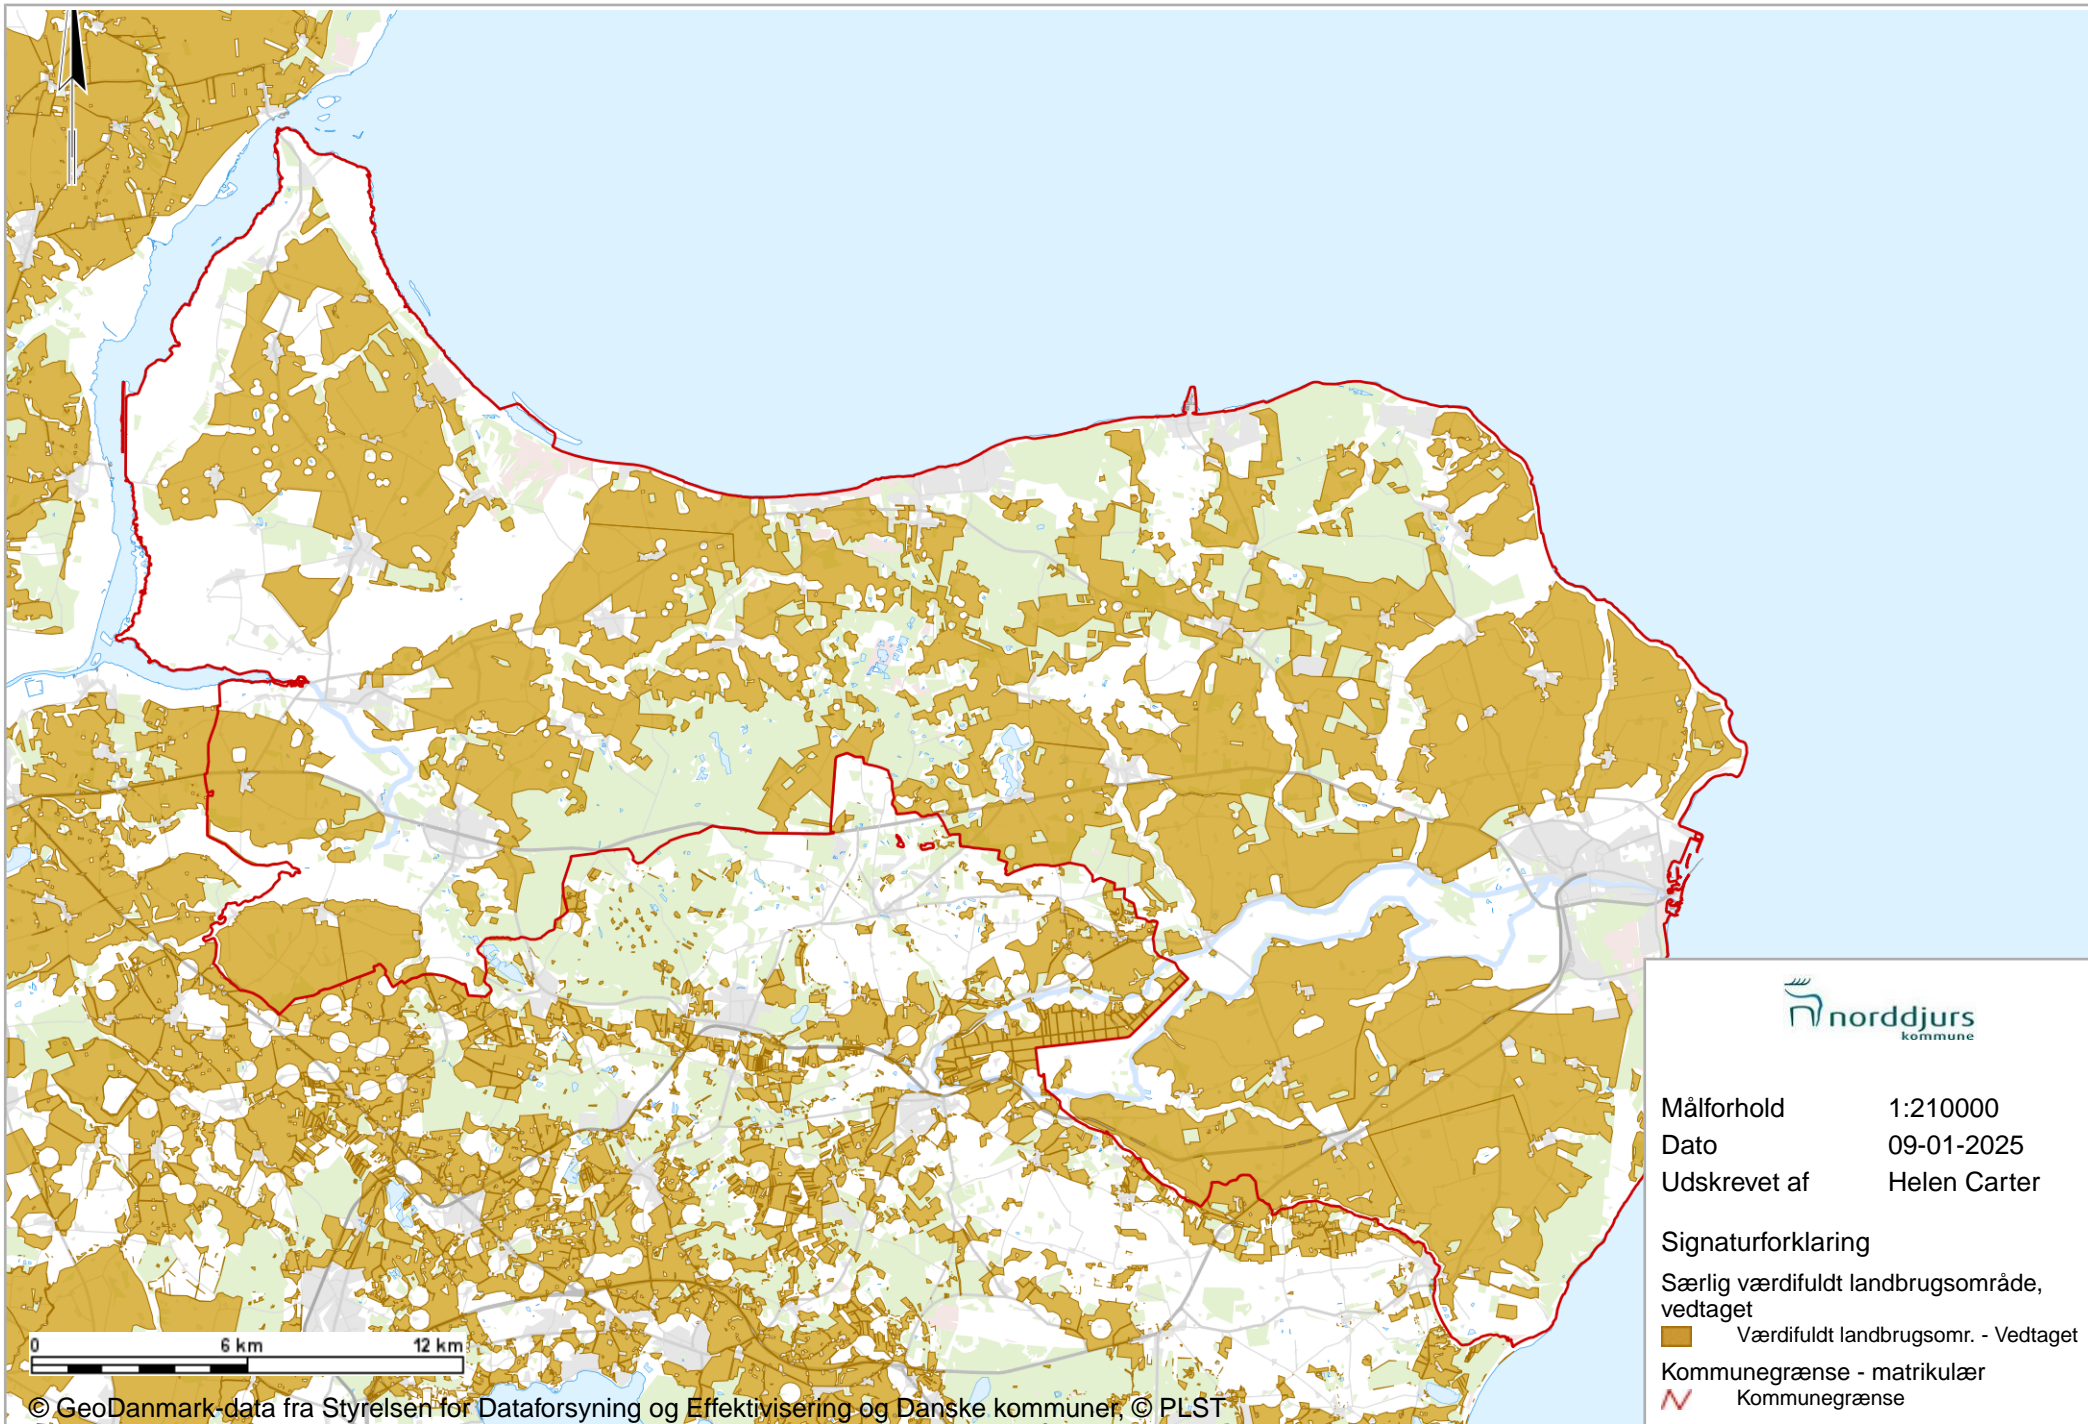 norddjurs
kommune
Målforhold 1:210000
Dato 09-01-2025
Udskrevet af Helen Carter
Signaturforklaring
Særlig værdifuldt landbrugsområde,
vedtaget
Værdifuldt landbrugsomr. - Vedtaget
Kommunegrænse - matrikulær
Kommunegrænse
0 6 km 12 km
© GeoDanmark-data fra Styrelsen for Dataforsyning og Effektivisering og Danske kommuner, © PLST